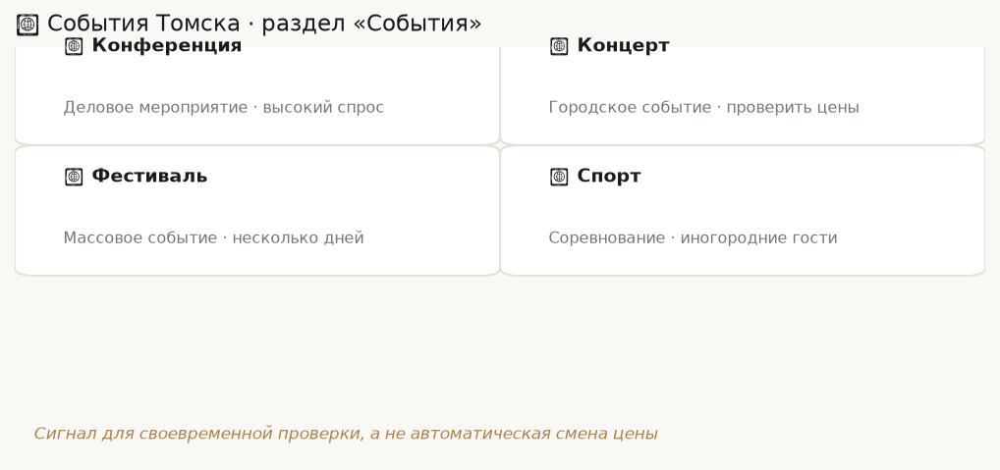 События Томска · раздел «События»
Конференция
Концерт
Деловое мероприятие · высокий спрос
Городское событие · проверить цены
Фестиваль
Спорт
Массовое событие · несколько дней
Соревнование · иногородние гости
Сигнал для своевременной проверки, а не автоматическая смена цены